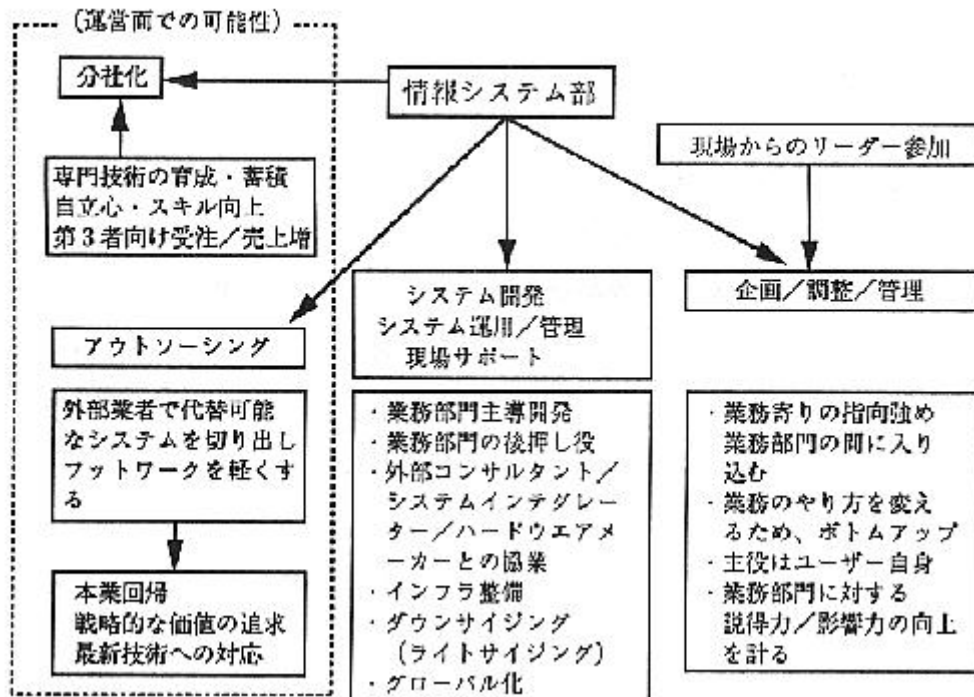 （運営面での可能性）
分社化
情報システム部
現場からのリーダー参加
専門技術の育成・蓄積
自立心・スキル向上
第3者向け受注／売上増
システム開発
システム運用／管理
現場サポート
企画／調整／管理
アウトソーシング
外部業者で代替可能
なシステムを切り出し
フットワークを軽くす
る
本業回帰
戦略的な価値の追求
最新技術への対応
・業務部門主導開発
・業務部門の後押し役
・外部コンサルタント／
システムインテグレー
ター／ハードウエアメ
ーカーとの協業
・インフラ整備
・ダウンサイジング
（ライトサイジング）
・グローバル化
・業務寄りの指向強め
業務部門の間に入り
込む
・業務のやり方を変え
るため、ボトムアップ
・主役はユーザー自身
・業務部門に対する
説得力／影響力の向上
を計る